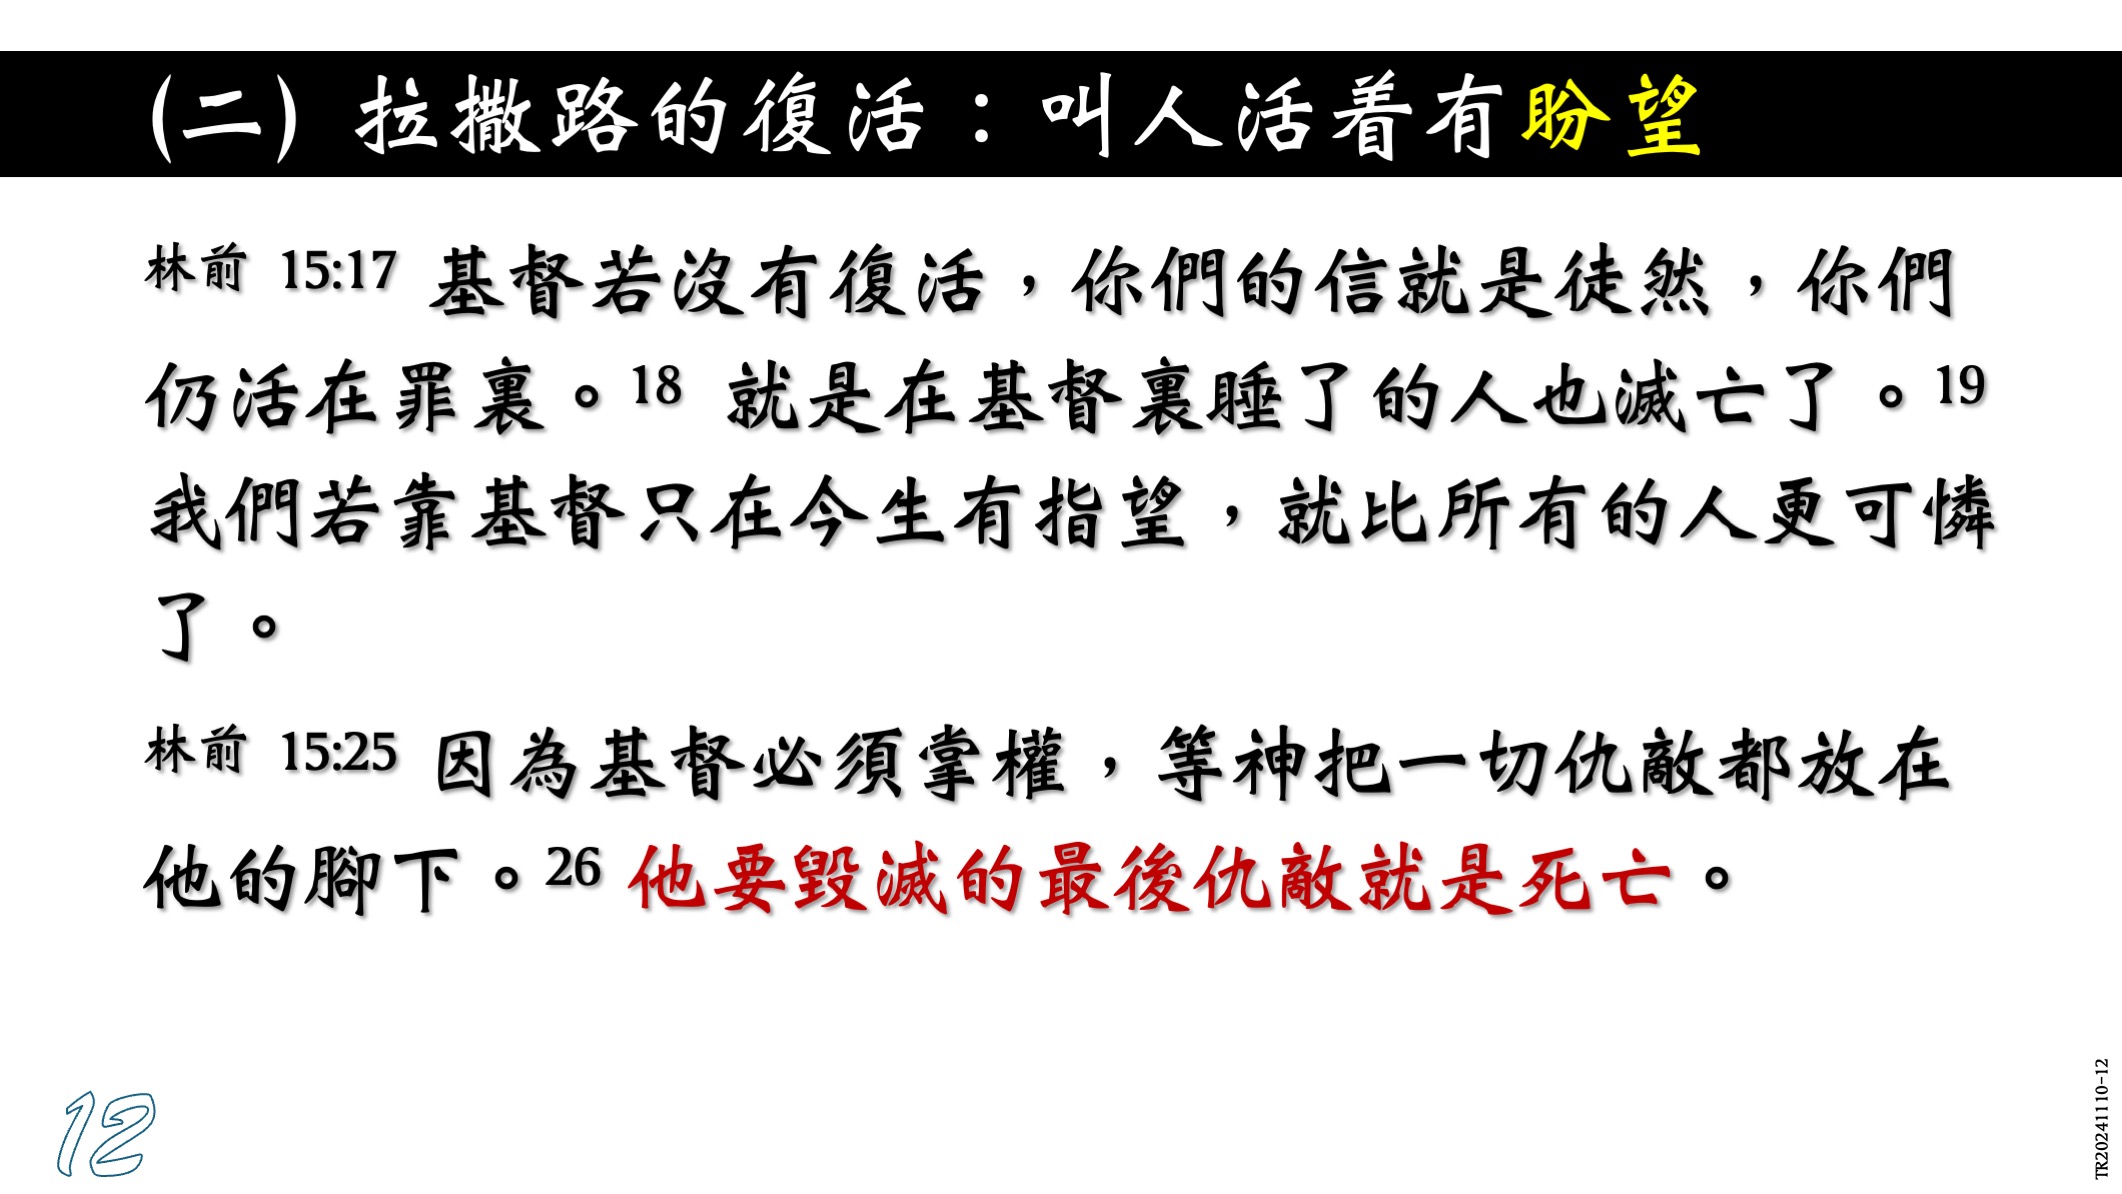 (二) 拉撒路的復活：叫人活着有盼望
林前 15:17 基督若沒有復活，你們的信就是徒然，你們
仍活在罪裏。18 就是在基督裏睡了的人也滅亡了。19
我們若靠基督只在今生有指望，就比所有的人更可憐
了。
林前 15:25 因為基督必須掌權，等神把一切仇敵都放在
他的腳下。26 他要毀滅的最後仇敵就是死亡。
12
TR20241110-12